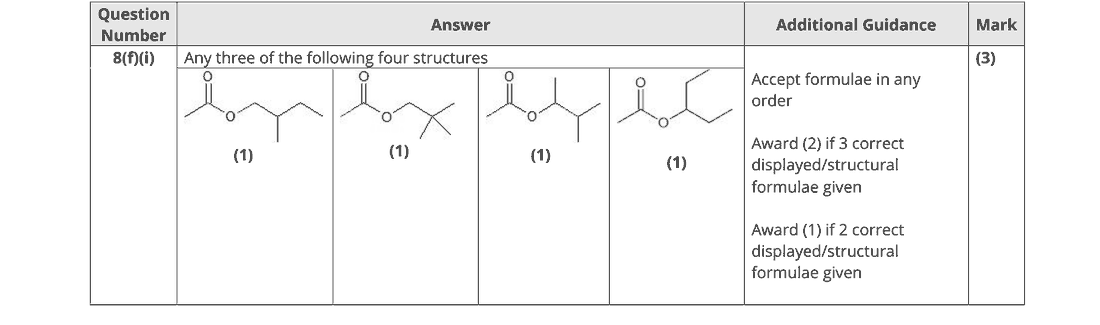 Question Number
Answer
Additional Guidance
Mark
8(f)(i)
Any three of the following four structures
(3)
O
O
(1)
O
O
(1)
O
O
(1)
O
O
(1)
Accept formulae in any
order
Award (2) if 3 correct
displayed/structural
formulae given
Award (1) if 2 correct
displayed/structural
formulae given